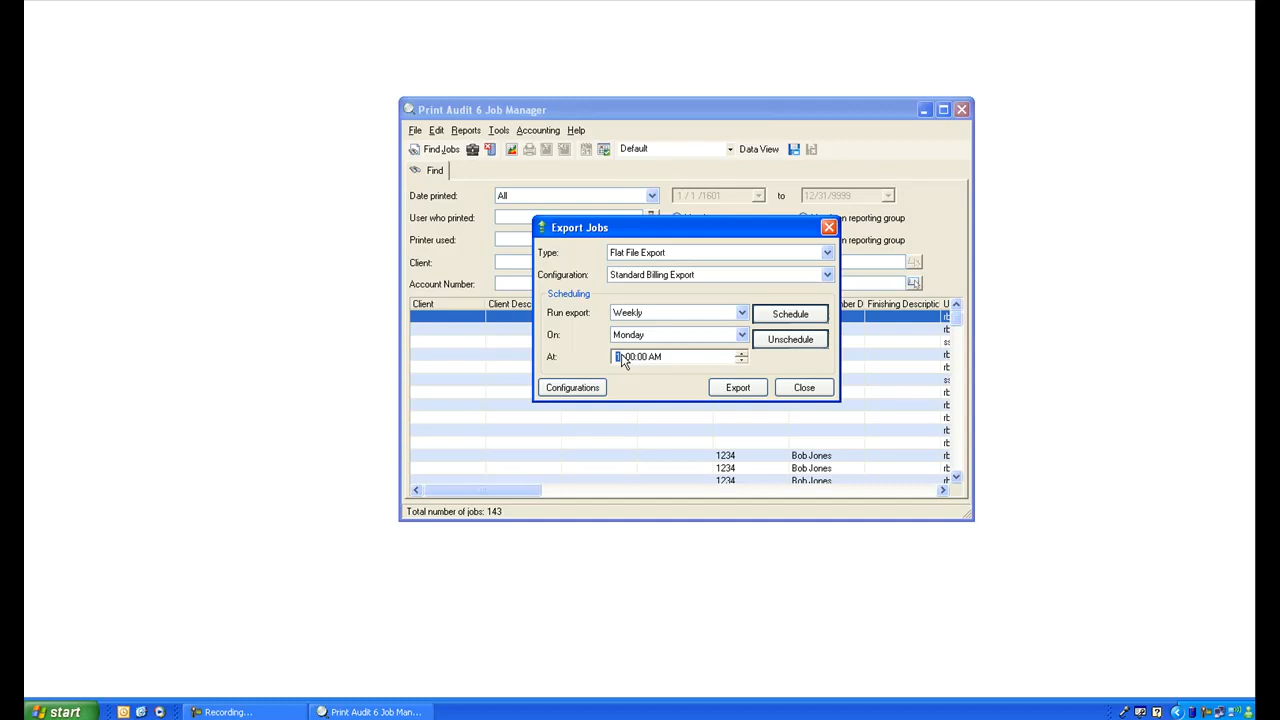 Print Audit 6 Job Manager
File Edit Reports Tools Accounting Help
Find Jobs Default Data View
Find
Date printed: All 1 / 1 /1601 to 12/31/9999
User who printed: on reporting group
Printer used: on reporting group
Client:
Account Number:
Export Jobs
Type: Flat File Export
Configuration: Standard Billing Export
Scheduling
Run export: Weekly Schedule
On: Monday Unschedule
At: :00:00 AM
Configurations Export Close
Client Client Desc Finishing Descriptic
1234 Bob Jones
1234 Bob Jones
1234 Bob Jones
Total number of jobs: 143
start Recording... Print Audit 6 Job Man...